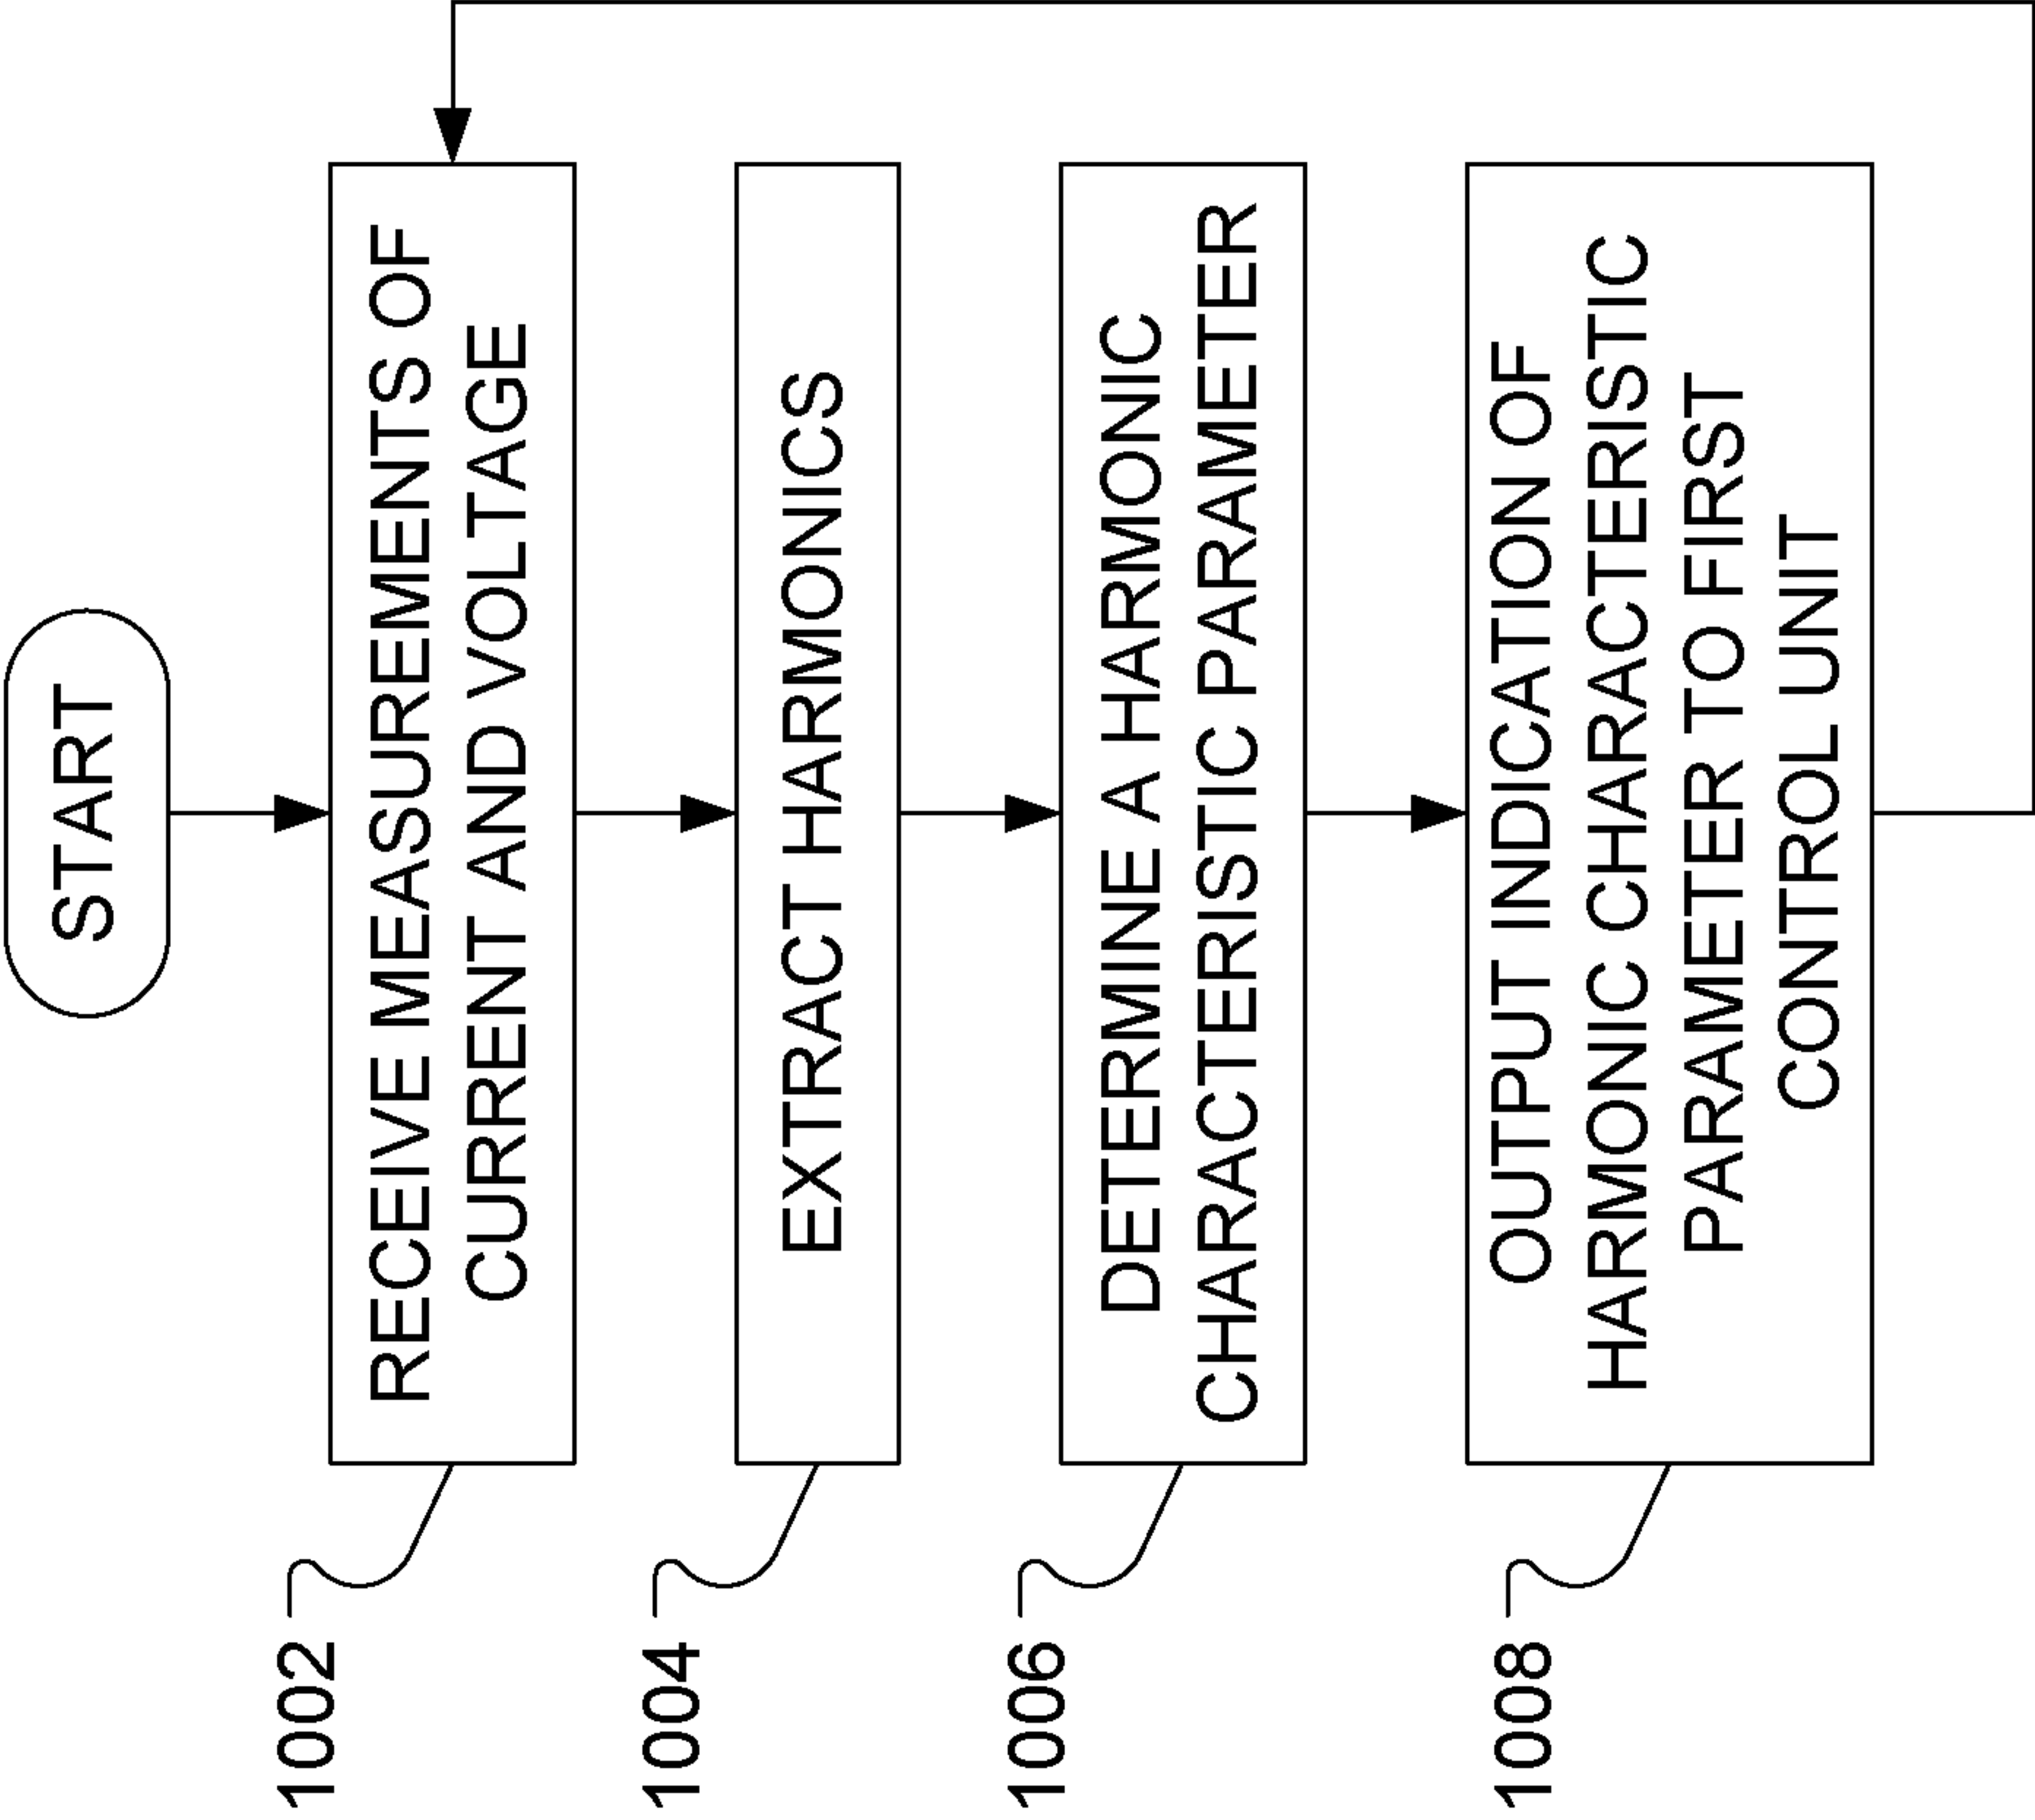 START
1002
RECEIVE MEASUREMENTS OF
CURRENT AND VOLTAGE
1004
EXTRACT HARMONICS
1006
DETERMINE A HARMONIC
CHARACTERISTIC PARAMETER
1008
OUTPUT INDICATION OF
HARMONIC CHARACTERISTIC
PARAMETER TO FIRST
CONTROL UNIT